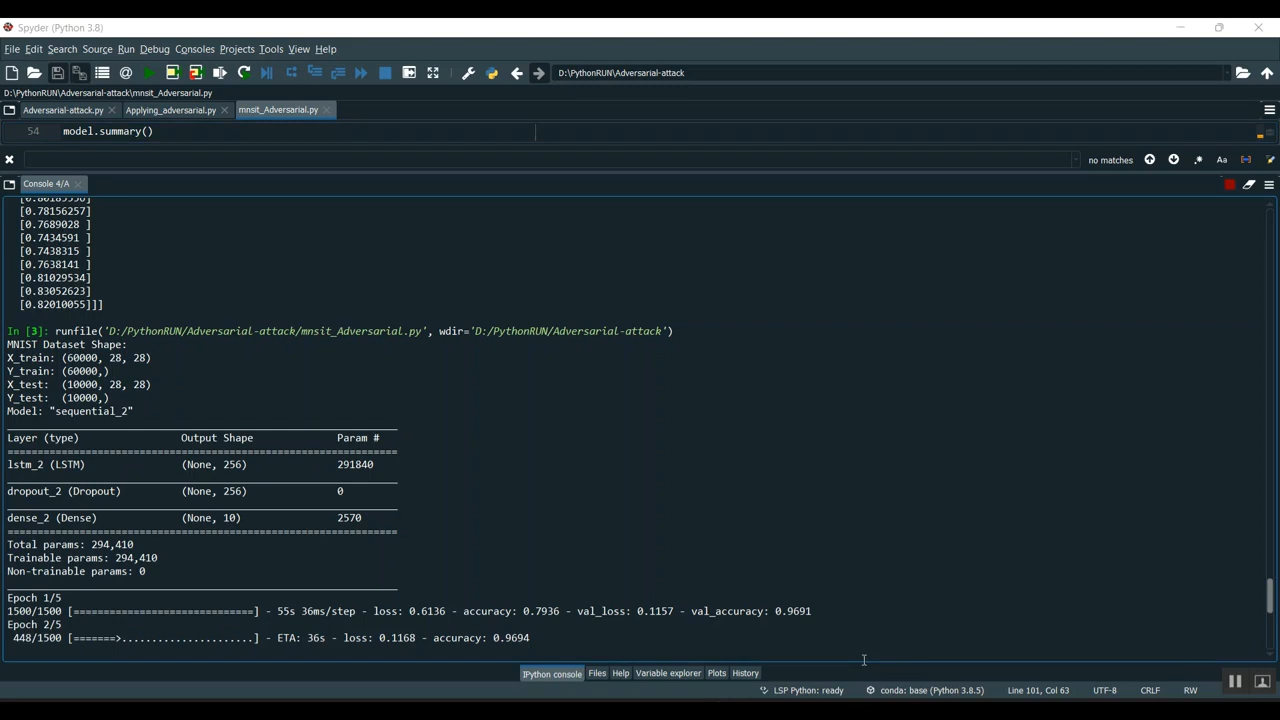 Spyder (Python 3.8)
File Edit Search Source Run Debug Consoles Projects Tools View Help
D:\PythonRUN\Adversarial-attack
D:\PythonRUN\Adversarial-attack\mnsit_Adversarial.py
Adversarial-attack.py Applying_adversarial.py mnsit_Adversarial.py
54 model.summary()
no matches .* Aa
Console 4/A
[0.78156257]
[0.7689028 ]
[0.7434591 ]
[0.7438315 ]
[0.7638141 ]
[0.81029534]
[0.83052623]
[0.82010055]]]
In [3]: runfile('D:/PythonRUN/Adversarial-attack/mnsit_Adversarial.py', wdir='D:/PythonRUN/Adversarial-attack')
MNIST Dataset Shape:
X_train: (60000, 28, 28)
Y_train: (60000,)
X_test:  (10000, 28, 28)
Y_test:  (10000,)
Model: "sequential_2"
Layer (type) Output Shape Param #
=================================================================
lstm_2 (LSTM) (None, 256) 291840
dropout_2 (Dropout) (None, 256) 0
dense_2 (Dense) (None, 10) 2570
=================================================================
Total params: 294,410
Trainable params: 294,410
Non-trainable params: 0
Epoch 1/5
1500/1500 [==============================] - 55s 36ms/step - loss: 0.6136 - accuracy: 0.7936 - val_loss: 0.1157 - val_accuracy: 0.9691
Epoch 2/5
448/1500 [=======>......................] - ETA: 36s - loss: 0.1168 - accuracy: 0.9694
IPython console Files Help Variable explorer Plots History
LSP Python: ready conda: base (Python 3.8.5) Line 101, Col 63 UTF-8 CRLF RW